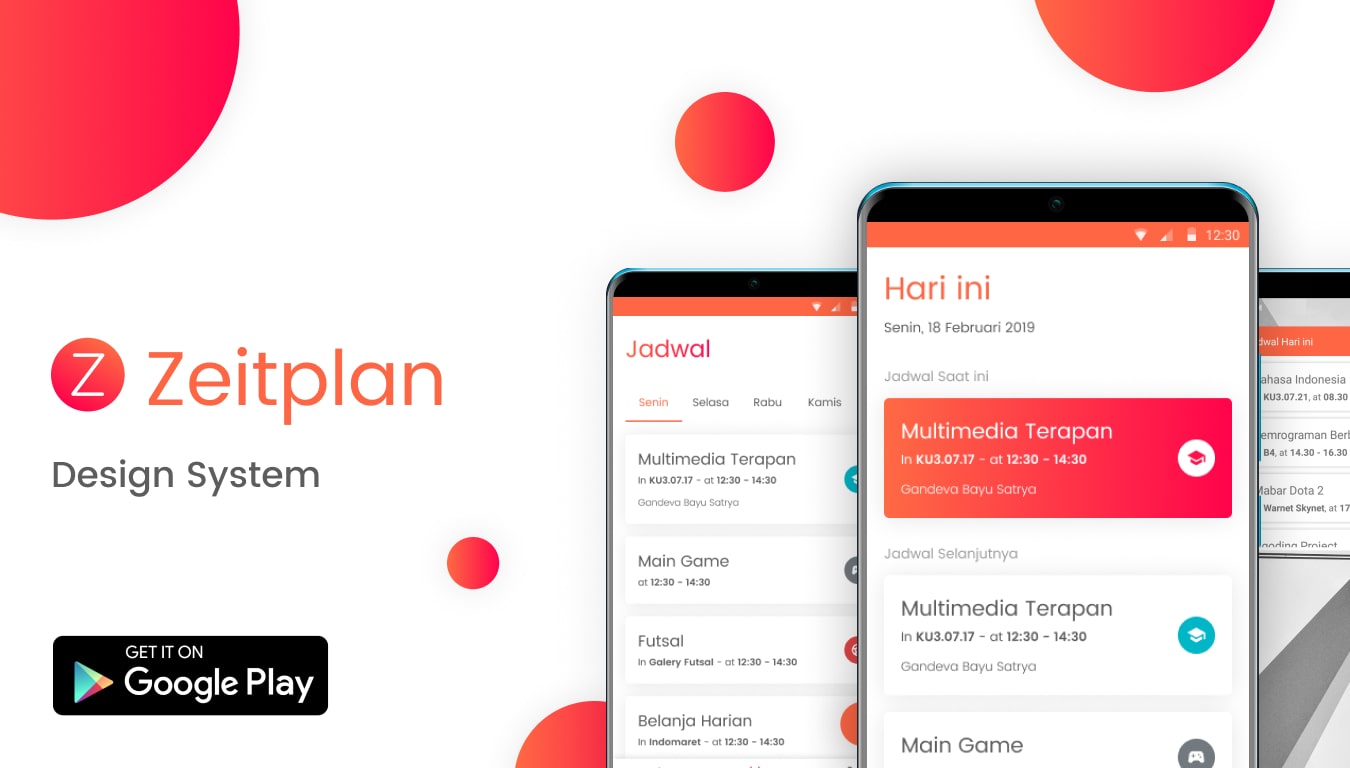 Z Zeitplan
Design System
GET IT ON
Google Play
Jadwal
Senin Selasa Rabu Kamis
Multimedia Terapan
In KU3.07.17 - at 12:30 - 14:30
Gandeva Bayu Satrya
Main Game
at 12:30 - 14:30
Futsal
In Galery Futsal - at 12:30 - 14:30
Belanja Harian
In Indomaret - at 12:30 - 14:30
12:30
Hari ini
Senin, 18 Februari 2019
Jadwal Saat ini
Multimedia Terapan
In KU3.07.17 - at 12:30 - 14:30
Gandeva Bayu Satrya
Jadwal Selanjutnya
Multimedia Terapan
In KU3.07.17 - at 12:30 - 14:30
Gandeva Bayu Satrya
Main Game
dwal Hari ini
ahasa Indonesia
KU3.07.21, at 08.30
emrograman Berb
B4, at 14.30 - 16.30
Mabar Dota 2
Warnet Skynet, at 17
goding Project